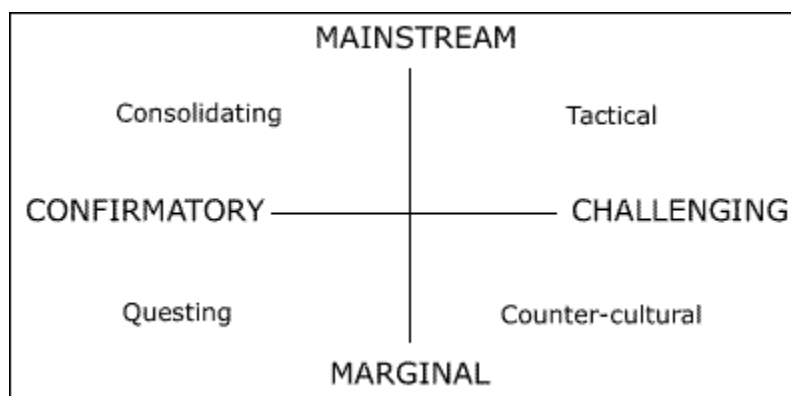 MAINSTREAM
Consolidating
Tactical
CONFIRMATORY
CHALLENGING
Questing
Counter-cultural
MARGINAL